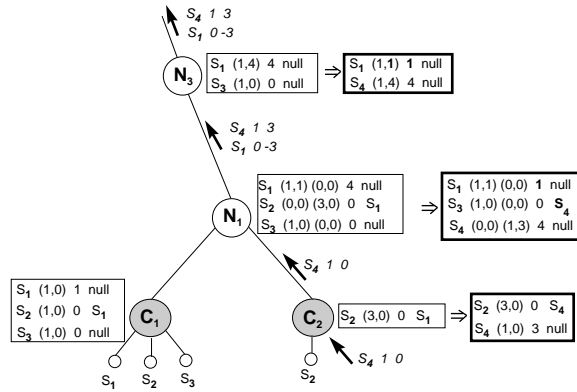 S4 1 3
S1 0 -3
N3
S1 (1,4) 4 null
S3 (1,0) 0 null
⇒
S1 (1,1) 1 null
S4 (1,4) 4 null
S4 1 3
S1 0 -3
N1
S1 (1,1) (0,0) 4 null
S2 (0,0) (3,0) 0 S1
S3 (1,0) (0,0) 0 null
⇒
S1 (1,1) (0,0) 1 null
S3 (1,0) (0,0) 0 S4
S4 (0,0) (1,3) 4 null
S4 1 0
S1 (1,0) 1 null
S2 (1,0) 0 S1
S3 (1,0) 0 null
C1
C2
S2 (3,0) 0 S1
⇒
S2 (3,0) 0 S4
S4 (1,0) 3 null
S4 1 0
S1 S2 S3
S2